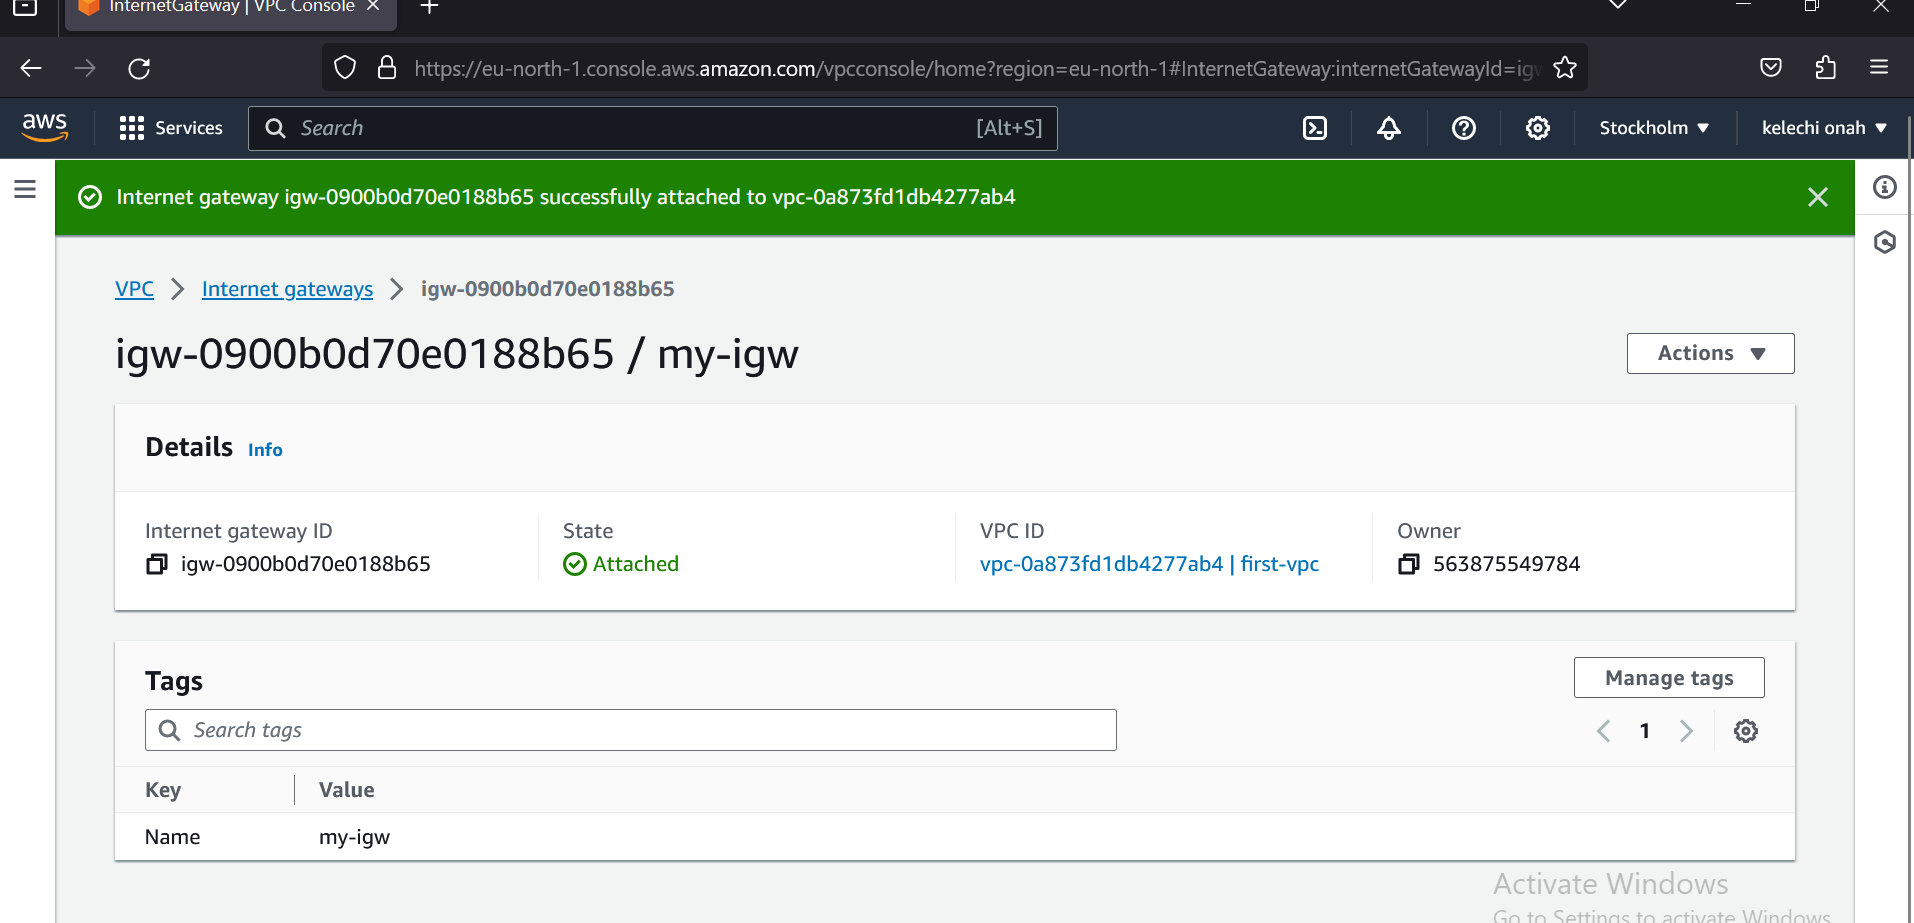 InternetGateway | VPC Console
https://eu-north-1.console.aws.amazon.com/vpcconsole/home?region=eu-north-1#InternetGateway:internetGatewayId=igw
aws Services Search [Alt+S] Stockholm kelechi onah
Internet gateway igw-0900b0d70e0188b65 successfully attached to vpc-0a873fd1db4277ab4
VPC > Internet gateways > igw-0900b0d70e0188b65
igw-0900b0d70e0188b65 / my-igw
Actions
Details Info
Internet gateway ID
igw-0900b0d70e0188b65
State
Attached
VPC ID
vpc-0a873fd1db4277ab4 | first-vpc
Owner
563875549784
Tags
Manage tags
Search tags
1
Key Value
Name my-igw
Activate Windows
Go to Settings to activate Windows.